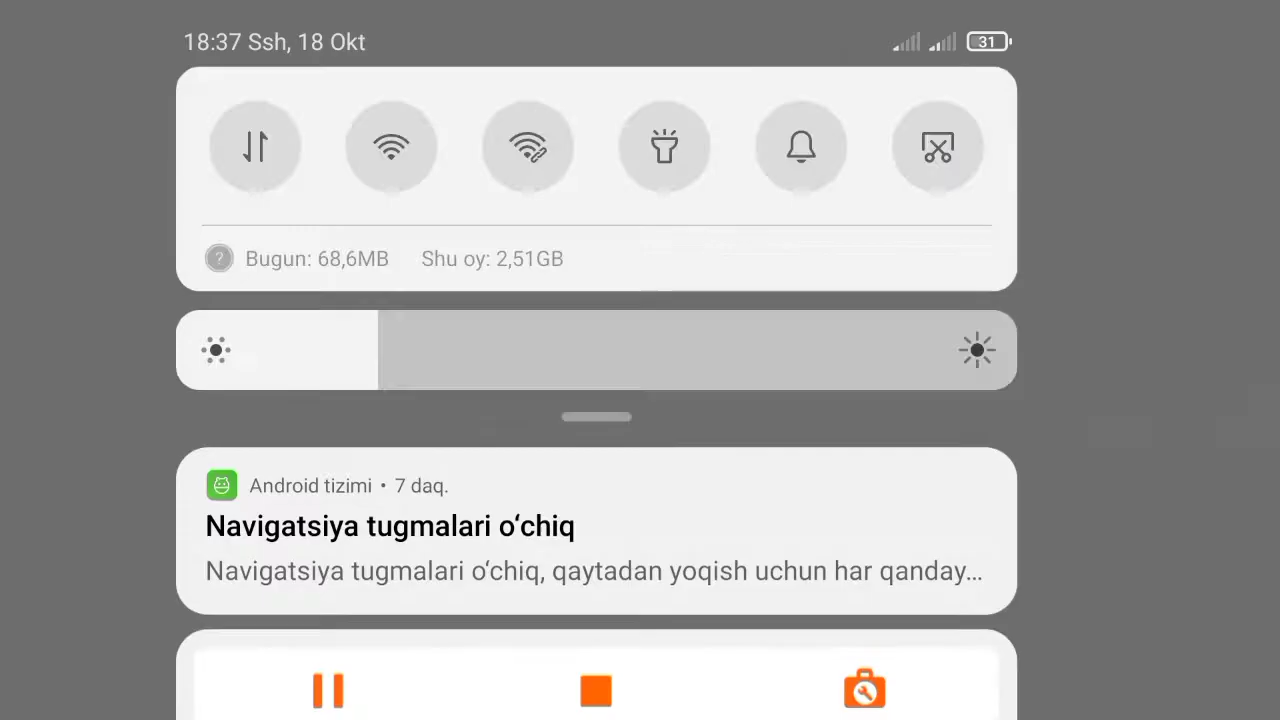 18:37 Ssh, 18 Okt
31
Bugun: 68,6MB Shu oy: 2,51GB
Android tizimi • 7 daq.
Navigatsiya tugmalari o‘chiq
Navigatsiya tugmalari o‘chiq, qaytadan yoqish uchun har qanday...